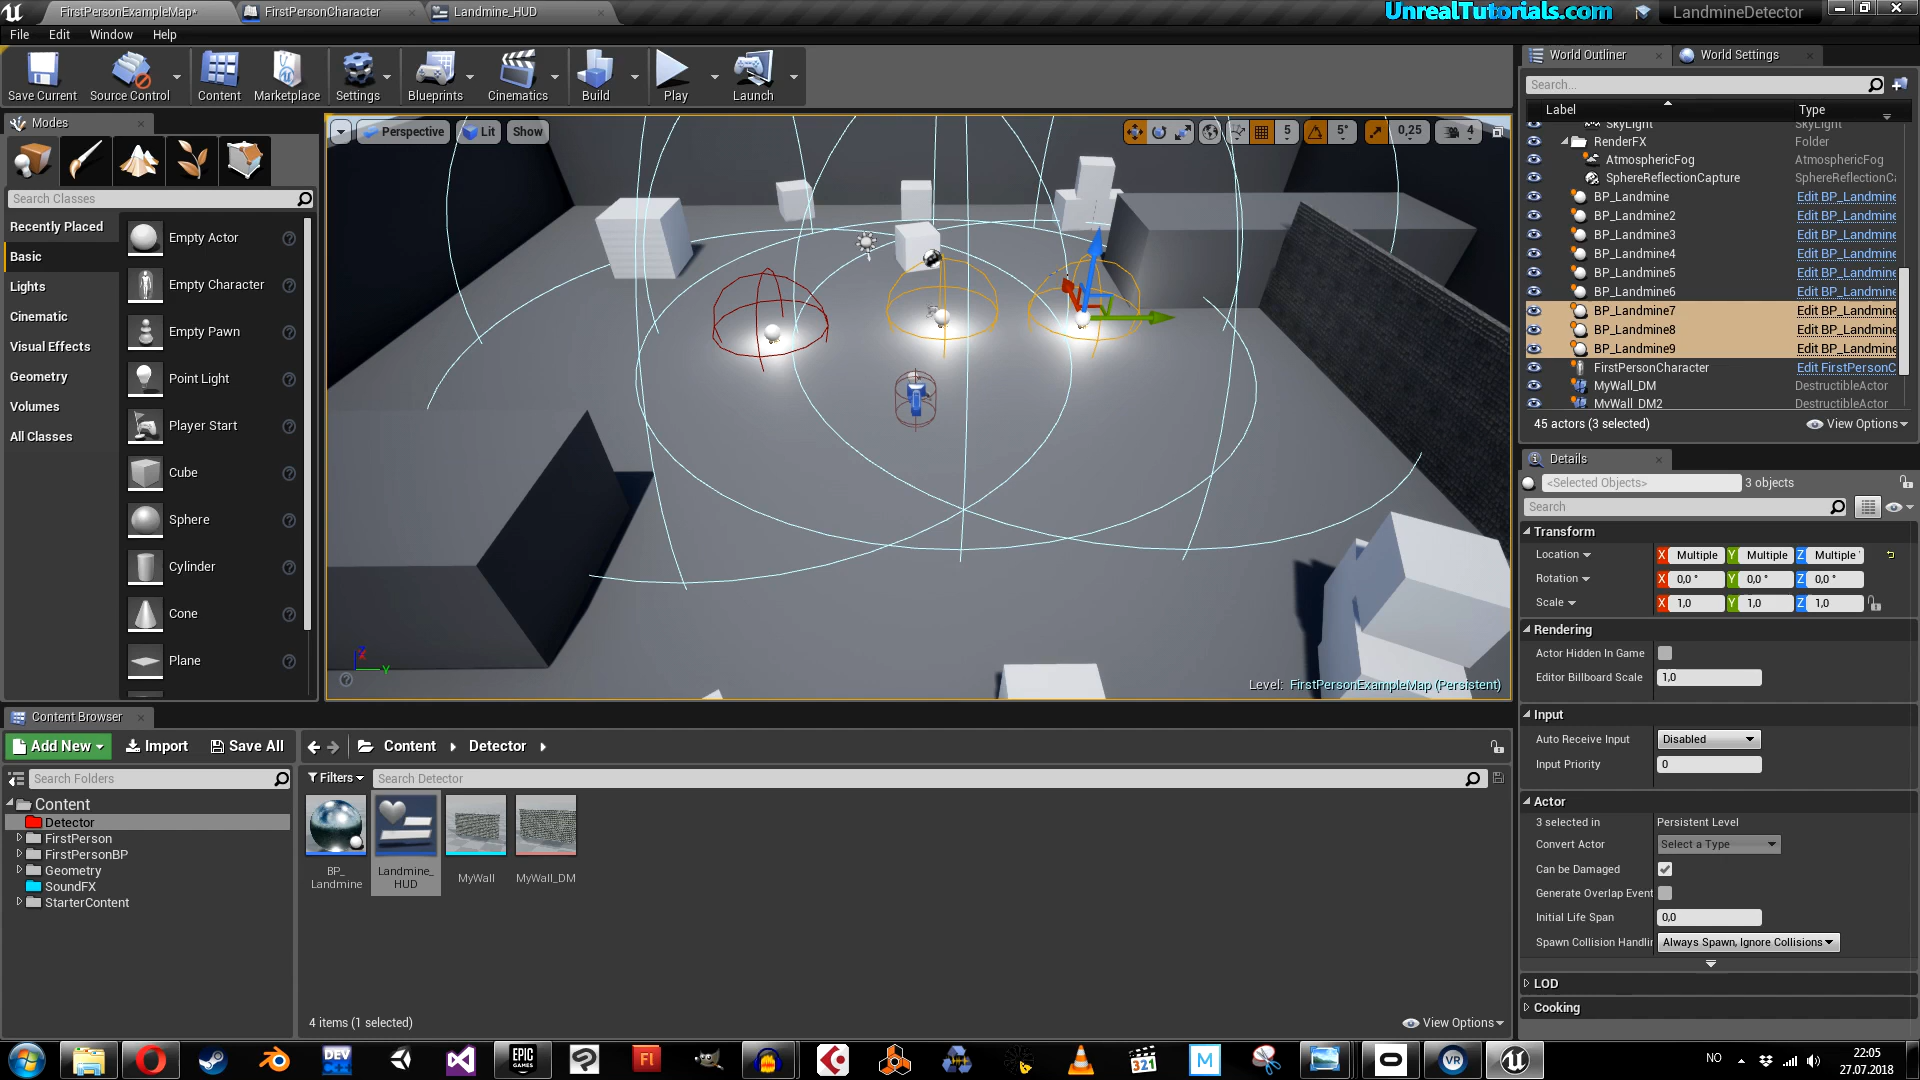 FirstPersonExampleMap*
FirstPersonCharacter
Landmine_HUD
UnrealTutorials.com
LandmineDetector
File Edit Window Help
Save Current
Source Control
Content
Marketplace
Settings
Blueprints
Cinematics
Build
Play
Launch
Modes
Search Classes
Recently Placed
Basic
Lights
Cinematic
Visual Effects
Geometry
Volumes
All Classes
Empty Actor
Empty Character
Empty Pawn
Point Light
Player Start
Cube
Sphere
Cylinder
Cone
Plane
Perspective
Lit
Show
5
5°
0,25
4
Level: FirstPersonExampleMap (Persistent)
World Outliner
World Settings
Search...
Label Type
SkyLight SkyLight
RenderFX Folder
AtmosphericFog AtmosphericFog
SphereReflectionCapture SphereReflectionCa
BP_Landmine Edit BP_Landmine
BP_Landmine2 Edit BP_Landmine
BP_Landmine3 Edit BP_Landmine
BP_Landmine4 Edit BP_Landmine
BP_Landmine5 Edit BP_Landmine
BP_Landmine6 Edit BP_Landmine
BP_Landmine7 Edit BP_Landmine
BP_Landmine8 Edit BP_Landmine
BP_Landmine9 Edit BP_Landmine
FirstPersonCharacter Edit FirstPersonC
MyWall_DM DestructibleActor
MyWall_DM2 DestructibleActor
45 actors (3 selected)
View Options
Details
<Selected Objects> 3 objects
Search
Transform
Location X Multiple Y Multiple Z Multiple
Rotation X 0,0 ° Y 0,0 ° Z 0,0 °
Scale X 1,0 Y 1,0 Z 1,0
Rendering
Actor Hidden In Game
Editor Billboard Scale 1,0
Input
Auto Receive Input Disabled
Input Priority 0
Actor
3 selected in Persistent Level
Convert Actor Select a Type
Can be Damaged
Generate Overlap Event
Initial Life Span 0,0
Spawn Collision Handlin Always Spawn, Ignore Collisions
LOD
Cooking
Content Browser
Add New Import Save All
Content Detector
Search Folders
Filters
Search Detector
Content
Detector
FirstPerson
FirstPersonBP
Geometry
SoundFX
StarterContent
BP_
Landmine
Landmine_
HUD
MyWall
MyWall_DM
4 items (1 selected)
View Options
DEV
EPIC
GAMES
Fl
321
M
VR
NO
22:05
27.07.2018